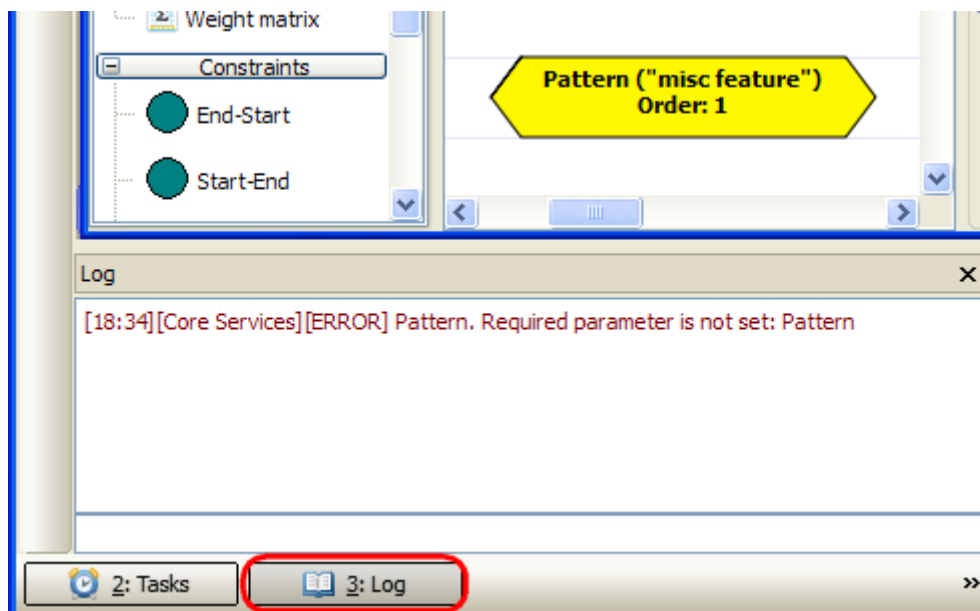 Weight matrix
Constraints
End-Start
Start-End
Pattern ("misc feature")
Order: 1
Log
[18:34][Core Services][ERROR] Pattern. Required parameter is not set: Pattern
2: Tasks
3: Log